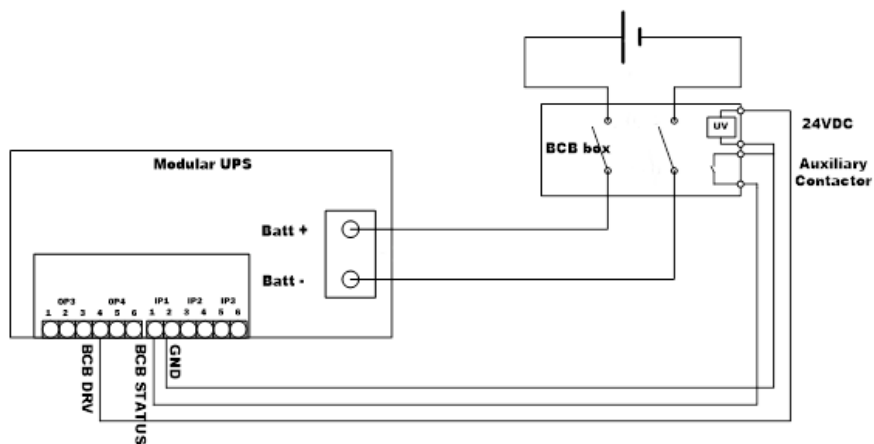 24VDC
UV
BCB box
Auxiliary
Contactor
Modular UPS
Batt +
Batt -
OP3 OP4 IP1 IP2 IP3
1 2 3 4 5 6 1 2 3 4 5 6
BCB DRV
BCB STATUS
GND